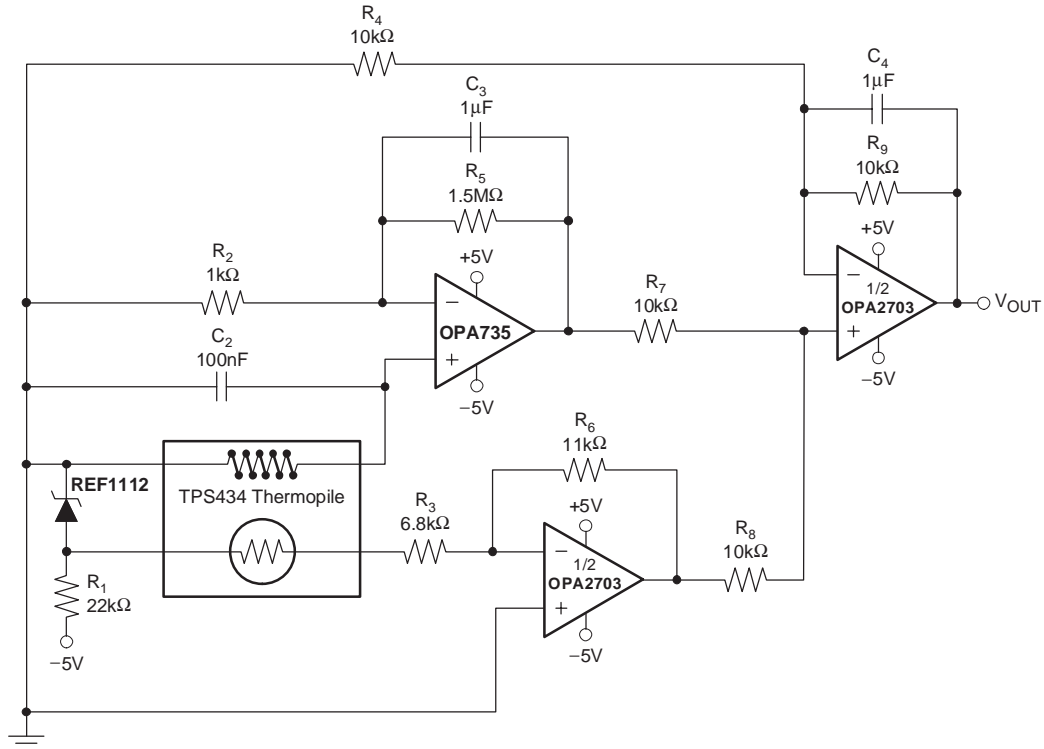 R4
10kΩ
C4
1µF
C3
1µF
R9
10kΩ
R5
1.5MΩ
+5V
+5V
R2
1kΩ
R7
10kΩ
−
1/2
OPA2703
+
VOUT
−
OPA735
+
C2
100nF
−5V
−5V
R6
11kΩ
REF1112
TPS434 Thermopile
R3
6.8kΩ
+5V
R8
10kΩ
−
1/2
OPA2703
+
R1
22kΩ
−5V
−5V